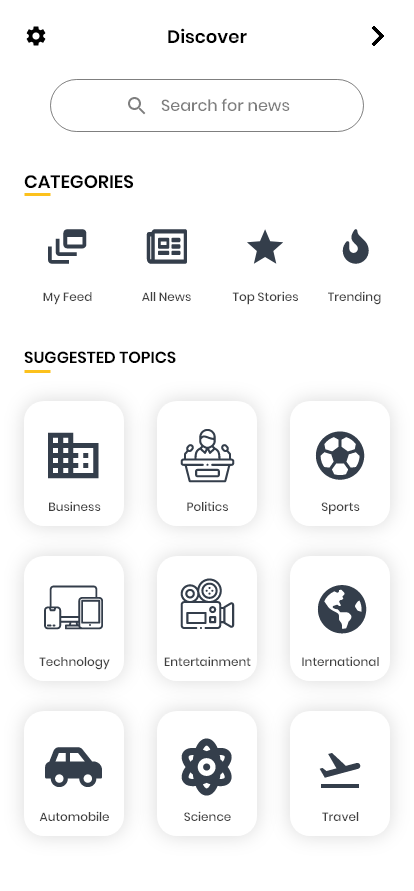 Discover
Search for news
CATEGORIES
My Feed
All News
Top Stories
Trending
SUGGESTED TOPICS
Business
Politics
Sports
Technology
Entertainment
International
Automobile
Science
Travel